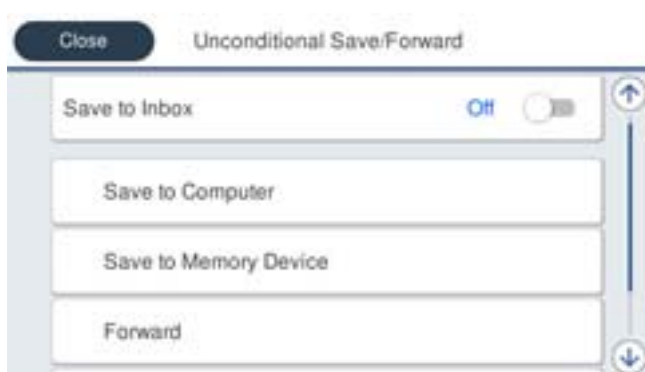 Close
Unconditional Save/Forward
Save to Inbox
Off
Save to Computer
Save to Memory Device
Forward